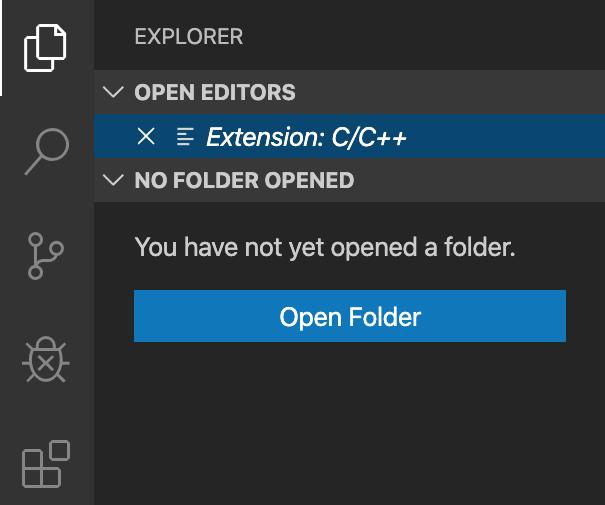 EXPLORER
OPEN EDITORS
Extension: C/C++
NO FOLDER OPENED
You have not yet opened a folder.
Open Folder